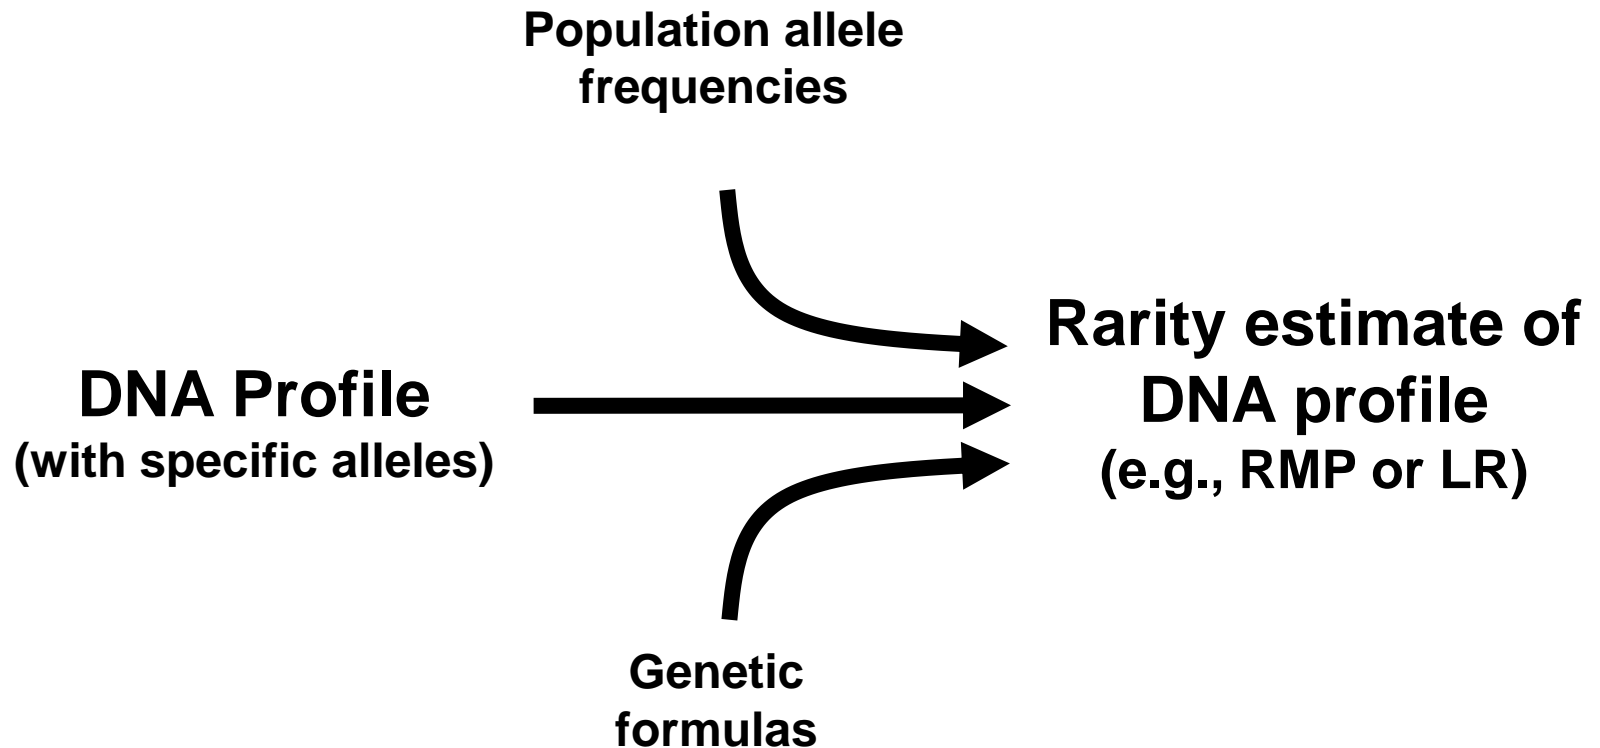 Population allele
frequencies
DNA Profile
(with specific alleles)
Rarity estimate of
DNA profile
(e.g., RMP or LR)
Genetic
formulas